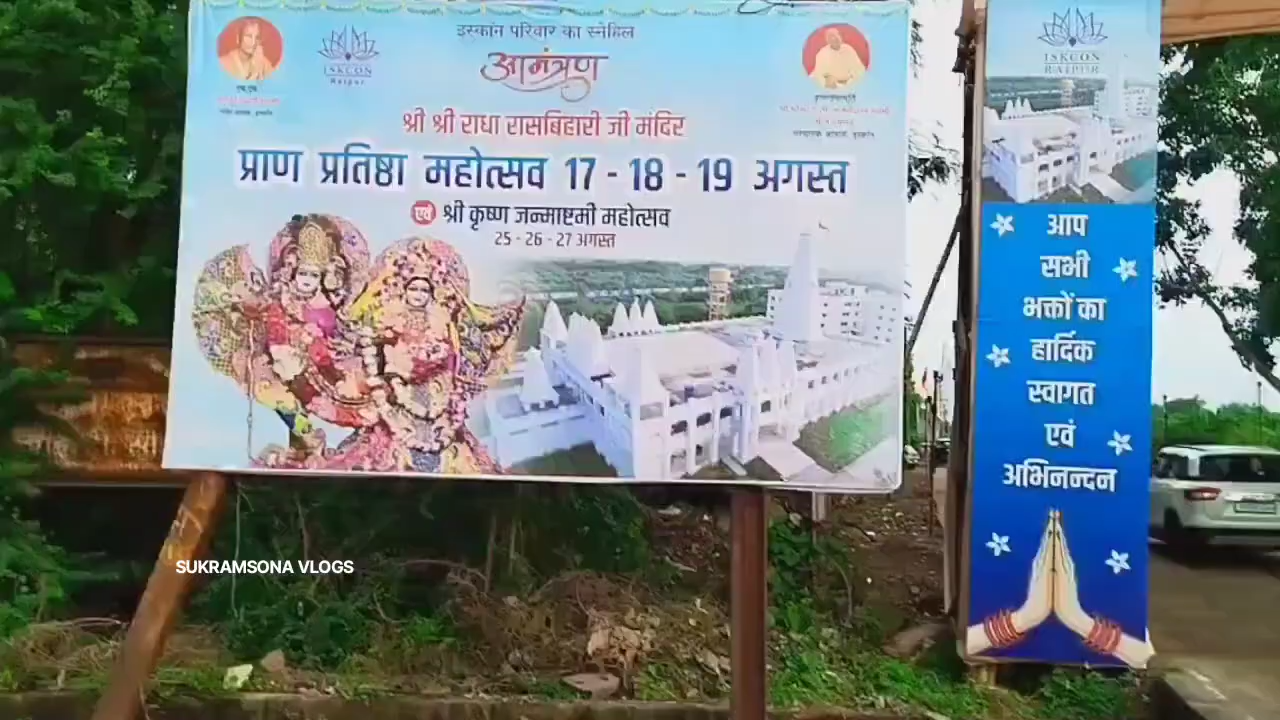 इस्कॉन परिवार का स्नेहिल
आमंत्रण
ISKCON
Raipur
श्री श्री राधा रासबिहारी जी मंदिर
प्राण प्रतिष्ठा महोत्सव 17 - 18 - 19 अगस्त
एवं श्री कृष्ण जन्माष्टमी महोत्सव
25 - 26 - 27 अगस्त
ISKCON
RAIPUR
आप
सभी
भक्तों का
हार्दिक
स्वागत
एवं
अभिनन्दन
SUKRAMSONA VLOGS